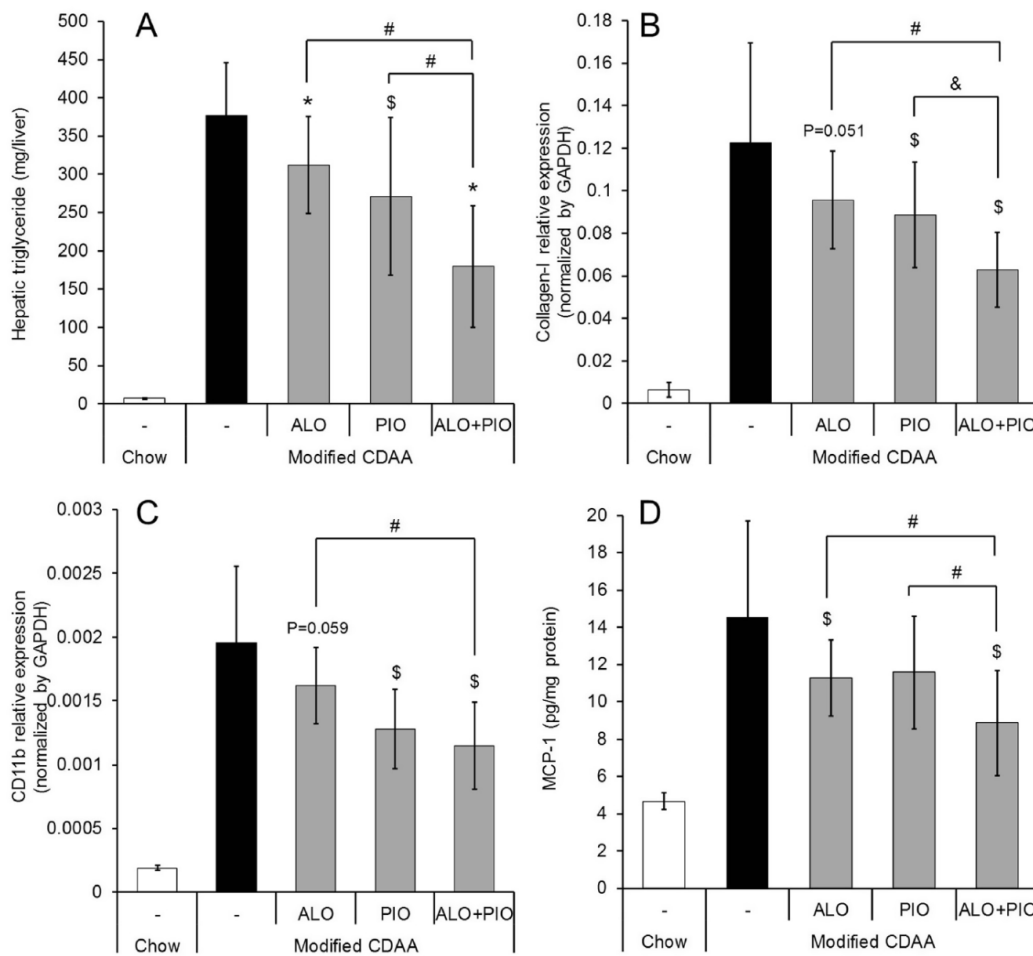 A
Hepatic triglyceride (mg/liver)
500
450
400
350
300
250
200
150
100
50
0
*
$
*
#
#
- - ALO PIO ALO+PIO
Chow Modified CDAA
B
Collagen-I relative expression
(normalized by GAPDH)
0.18
0.16
0.14
0.12
0.1
0.08
0.06
0.04
0.02
0
P=0.051
$
$
#
&
- - ALO PIO ALO+PIO
Chow Modified CDAA
C
CD11b relative expression
(normalized by GAPDH)
0.003
0.0025
0.002
0.0015
0.001
0.0005
0
P=0.059
$
$
#
- - ALO PIO ALO+PIO
Chow Modified CDAA
D
MCP-1 (pg/mg protein)
20
18
16
14
12
10
8
6
4
2
0
$
$
#
#
- - ALO PIO ALO+PIO
Chow Modified CDAA